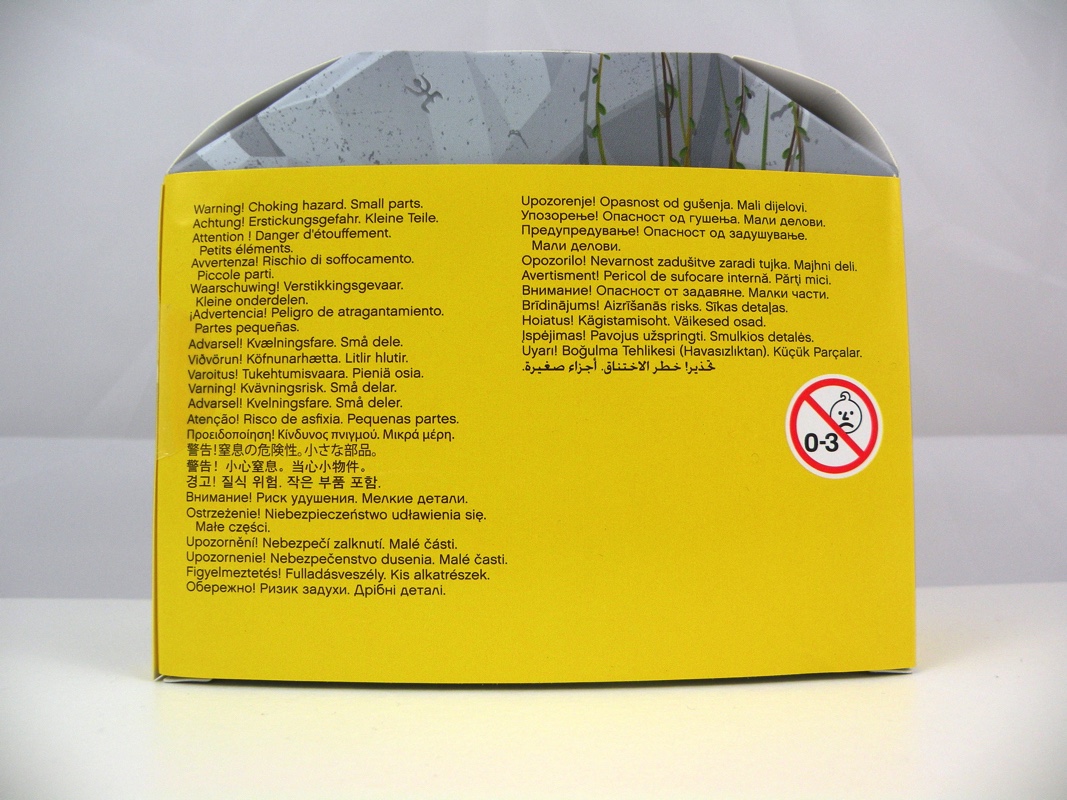 Warning! Choking hazard. Small parts.
Achtung! Erstickungsgefahr. Kleine Teile.
Attention ! Danger d'étouffement.
Petits éléments.
Avvertenza! Rischio di soffocamento.
Piccole parti.
Waarschuwing! Verstikkingsgevaar.
Kleine onderdelen.
¡Advertencia! Peligro de atragantamiento.
Partes pequeñas.
Advarsel! Kvælningsfare. Små dele.
Viðvörun! Köfnunarhætta. Litlir hlutir.
Varoitus! Tukehtumisvaara. Pieniä osia.
Varning! Kvävningsrisk. Små delar.
Advarsel! Kvelningsfare. Små deler.
Atenção! Risco de asfixia. Pequenas partes.
Προειδοποίηση! Κίνδυνος πνιγμού. Μικρά μέρη.
警告!窒息の危険性。小さな部品。
警告！小心窒息。当心小物件。
경고! 질식 위험. 작은 부품 포함.
Внимание! Риск удушения. Мелкие детали.
Ostrzeżenie! Niebezpieczeństwo udławienia się.
Małe części.
Upozornění! Nebezpečí zalknutí. Malé části.
Upozornenie! Nebezpečenstvo dusenia. Malé časti.
Figyelmeztetés! Fulladásveszély. Kis alkatrészek.
Обережно! Ризик задухи. Дрібні деталі.
Upozorenje! Opasnost od gušenja. Mali dijelovi.
Упозорење! Опасност од гушења. Мали делови.
Предупредување! Опасност од задушување.
Мали делови.
Opozorilo! Nevarnost zadušitve zaradi tujka. Majhni deli.
Avertisment! Pericol de sufocare internă. Părţi mici.
Внимание! Опасност от задавяне. Малки части.
Brīdinājums! Aizrīšanās risks. Sīkas detaļas.
Hoiatus! Kägistamisoht. Väikesed osad.
Įspėjimas! Pavojus užspringti. Smulkios detalės.
Uyarı! Boğulma Tehlikesi (Havasızlıktan). Küçük Parçalar.
تحذير! خطر الاختناق. أجزاء صغيرة.
0-3